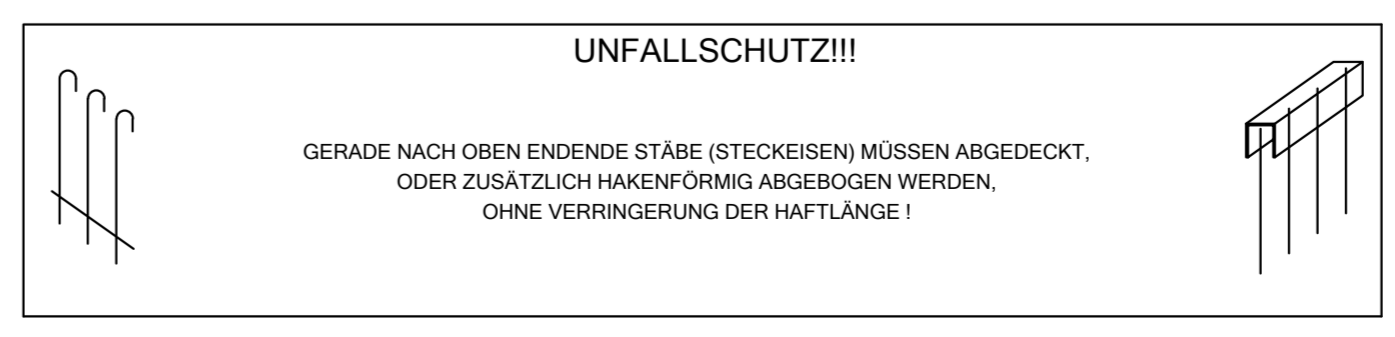 UNFALLSCHUTZ!!!
GERADE NACH OBEN ENDENDE STÄBE (STECKEISEN) MÜSSEN ABGEDECKT,
ODER ZUSÄTZLICH HAKENFÖRMIG ABGEBOGEN WERDEN,
OHNE VERRINGERUNG DER HAFTLÄNGE !